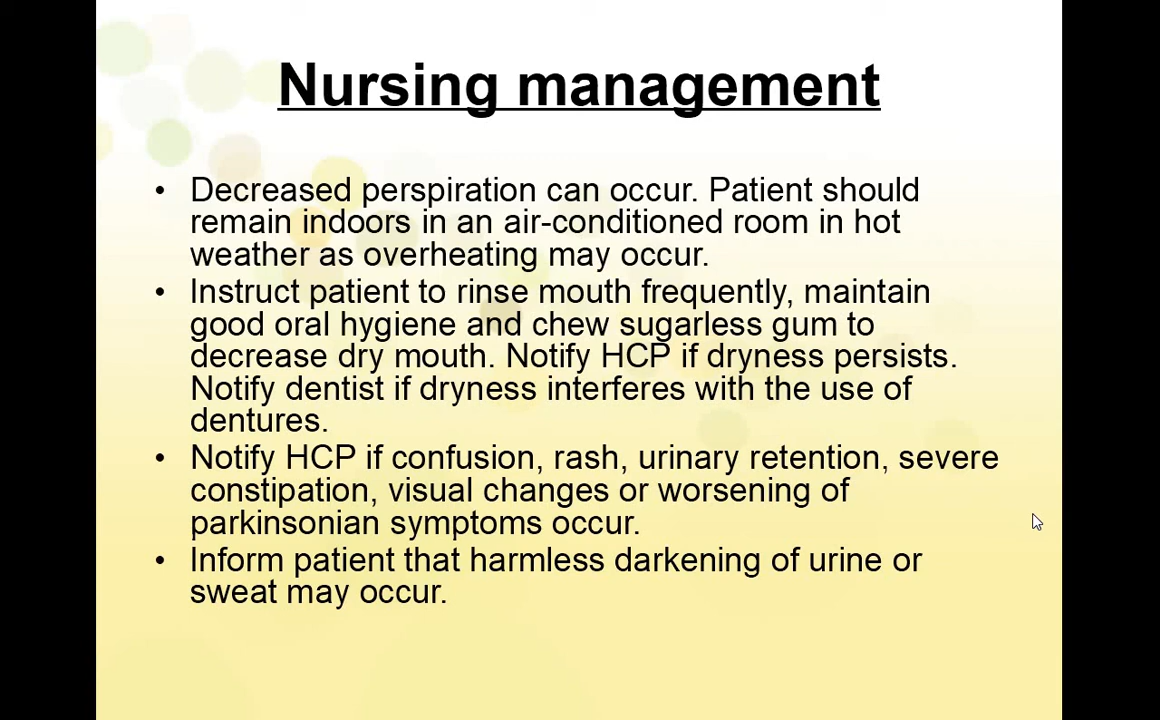 Nursing management
• Decreased perspiration can occur. Patient should
remain indoors in an air-conditioned room in hot
weather as overheating may occur.
• Instruct patient to rinse mouth frequently, maintain
good oral hygiene and chew sugarless gum to
decrease dry mouth. Notify HCP if dryness persists.
Notify dentist if dryness interferes with the use of
dentures.
• Notify HCP if confusion, rash, urinary retention, severe
constipation, visual changes or worsening of
parkinsonian symptoms occur.
• Inform patient that harmless darkening of urine or
sweat may occur.